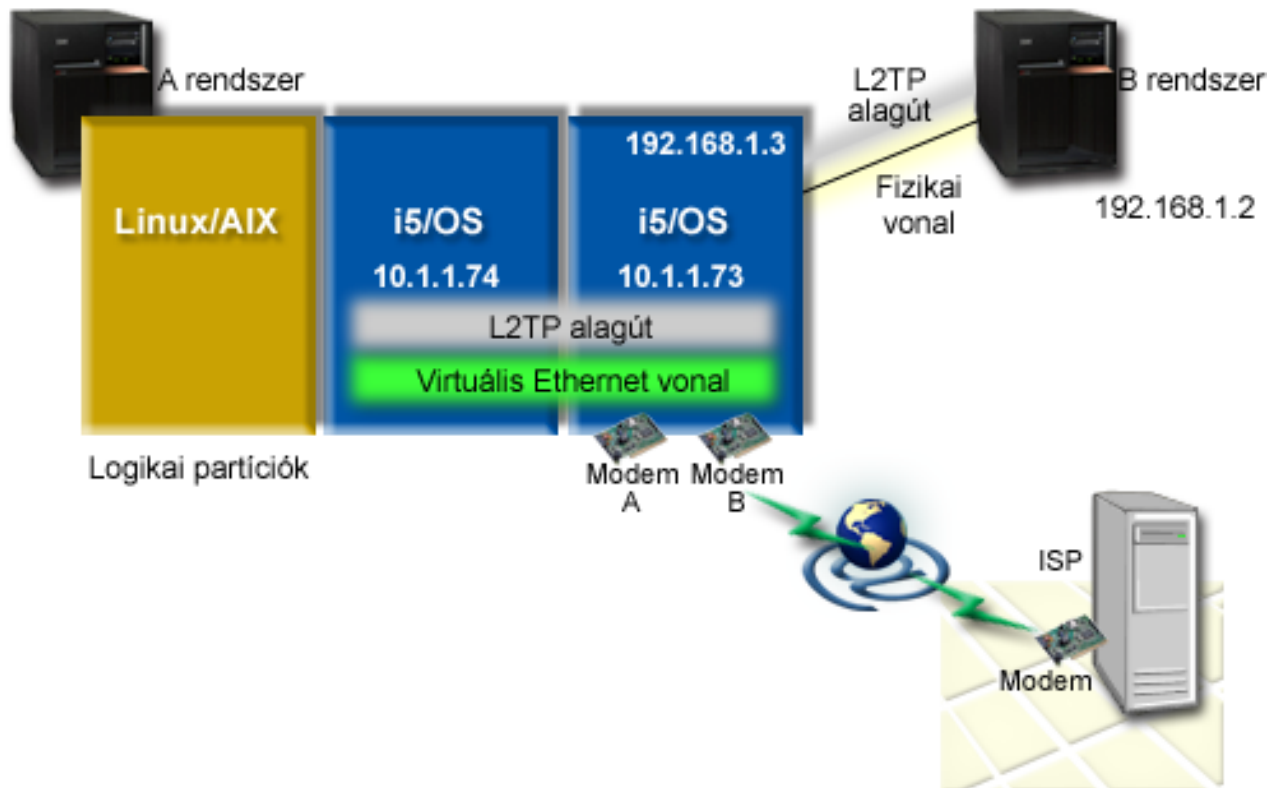 A rendszer
L2TP
alagút
B rendszer
192.168.1.3
Fizikai
vonal
192.168.1.2
Linux/AIX
i5/OS
i5/OS
10.1.1.74
10.1.1.73
L2TP alagút
Virtuális Ethernet vonal
Logikai partíciók
Modem
A
Modem
B
ISP
Modem